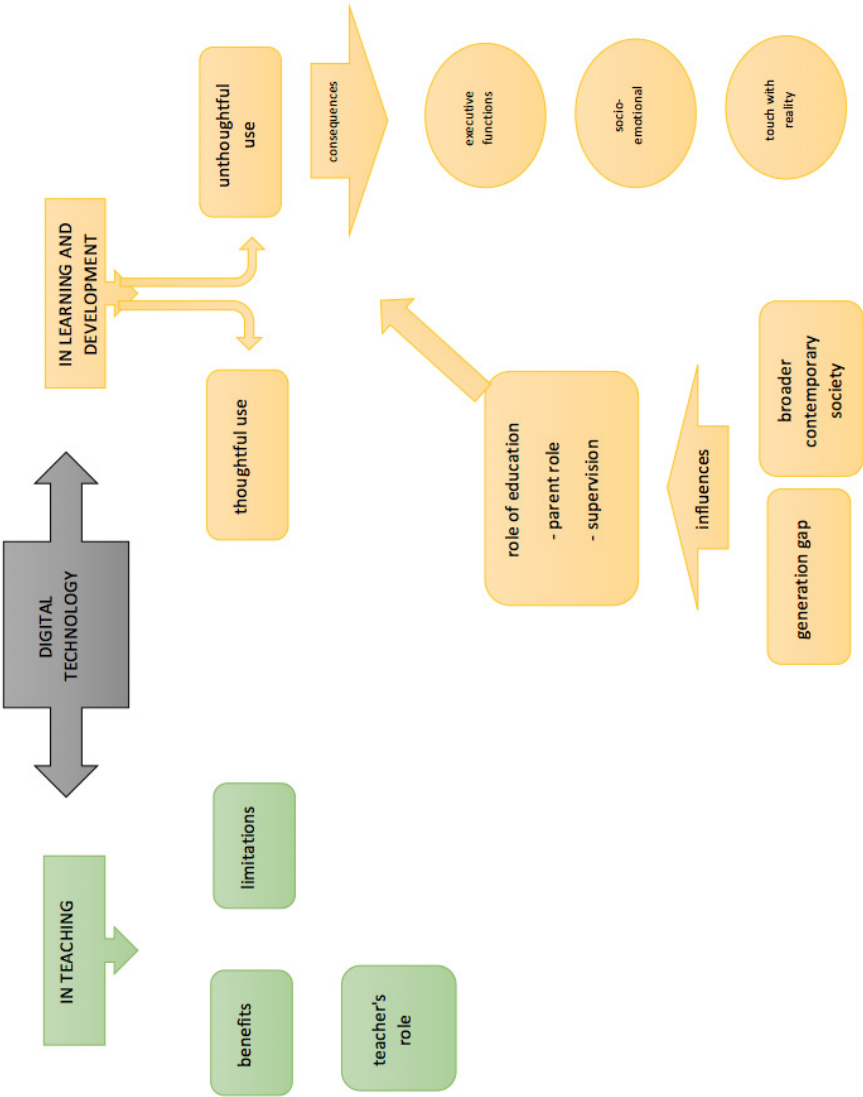 DIGITAL
TECHNOLOGY
IN TEACHING
IN LEARNING AND
DEVELOPMENT
benefits
limitations
thoughtful use
unthoughtful
use
teacher's
role
consequences
executive
functions
role of education
- parent role
- supervision
socio-
emotional
influences
touch with
reality
generation gap
broader
contemporary
society